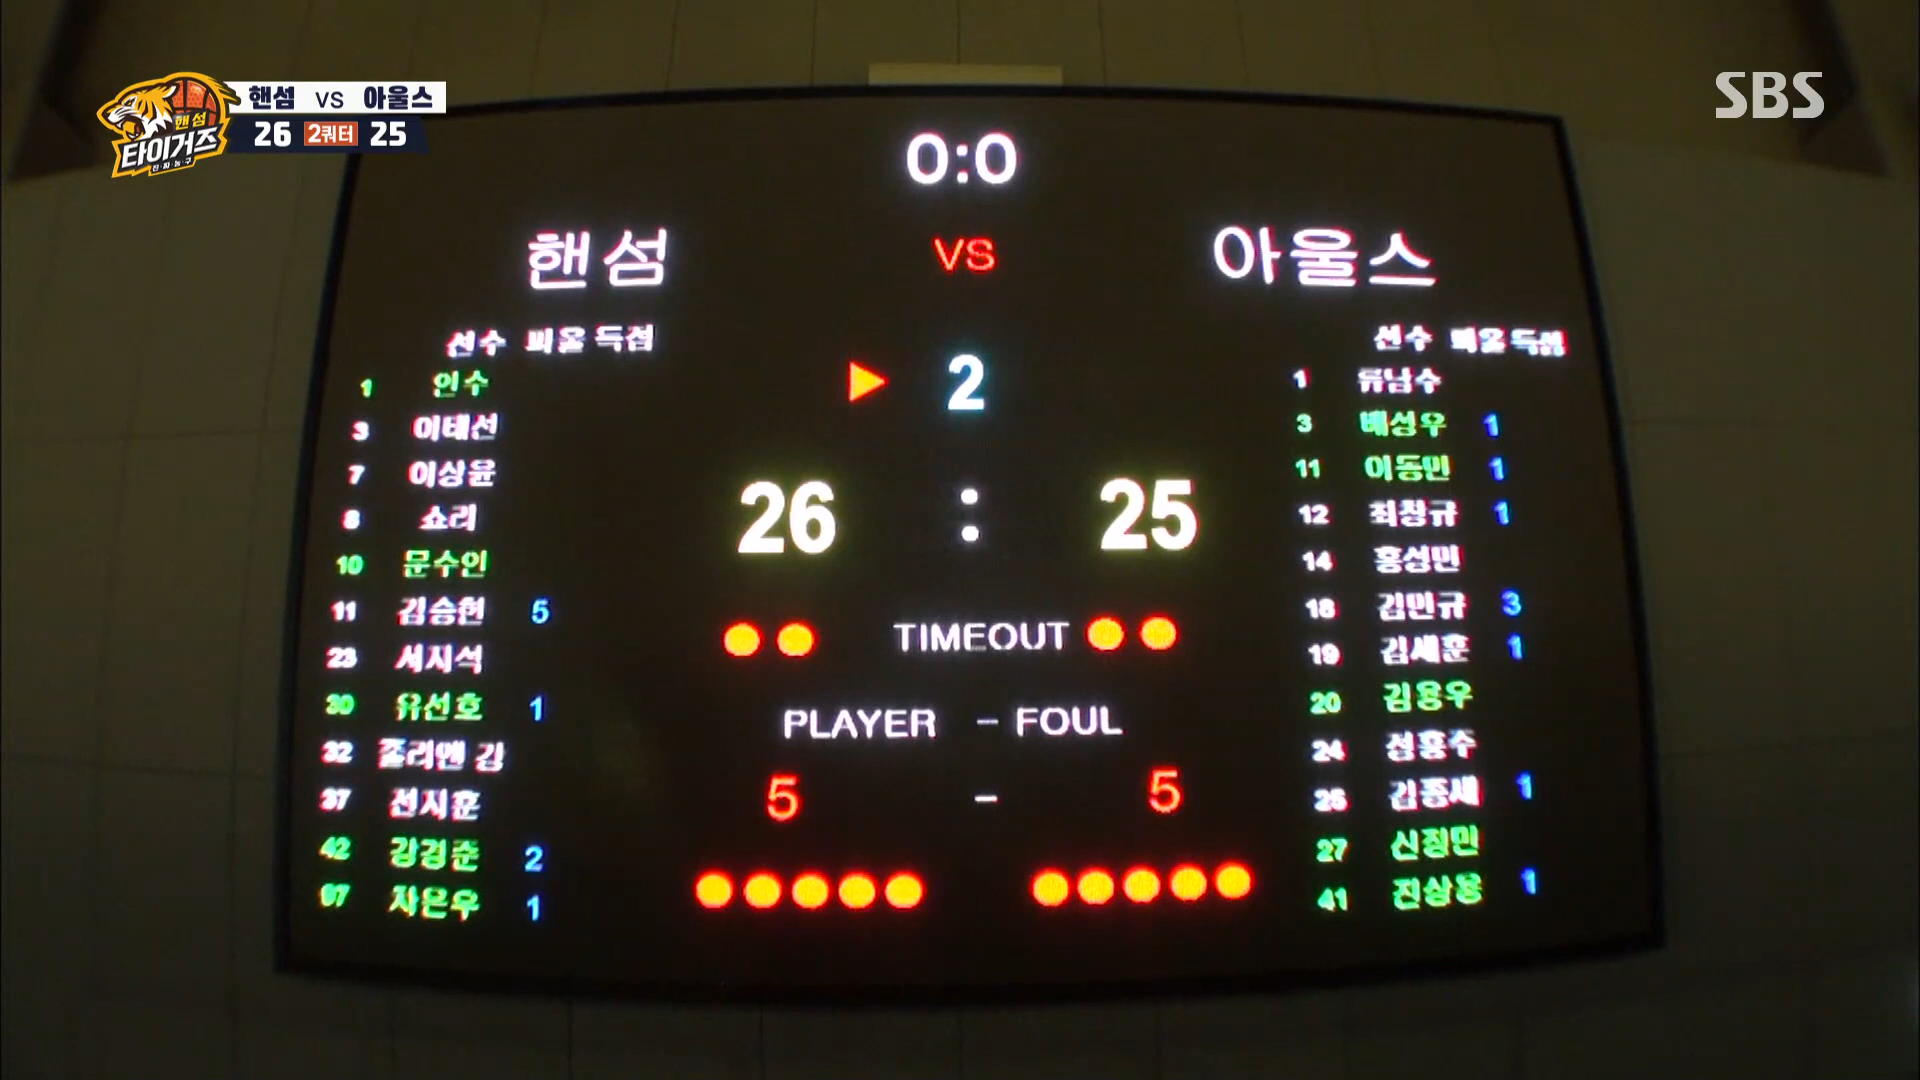 핸섬 VS 아울스
26 2쿼터 25
핸섬
타이거즈
SBS
0:0
핸섬 VS 아울스
선수 파울 득점
선수 파울 득점
2
26 : 25
TIMEOUT
PLAYER - FOUL
5 - 5
1 인수
3 이태선
7 이상윤
8 쇼리
10 문수인
11 김승현 5
23 서지석
30 유선호 1
32 줄리엔 강
37 전지훈
42 강경준 2
97 차은우 1
1 류남수
3 배성우 1
11 이동민 1
12 최창규 1
14 홍성민
18 김민규 3
19 김세훈 1
20 김용우
24 정흥주
25 김종세 1
27 신정민
41 진상용 1